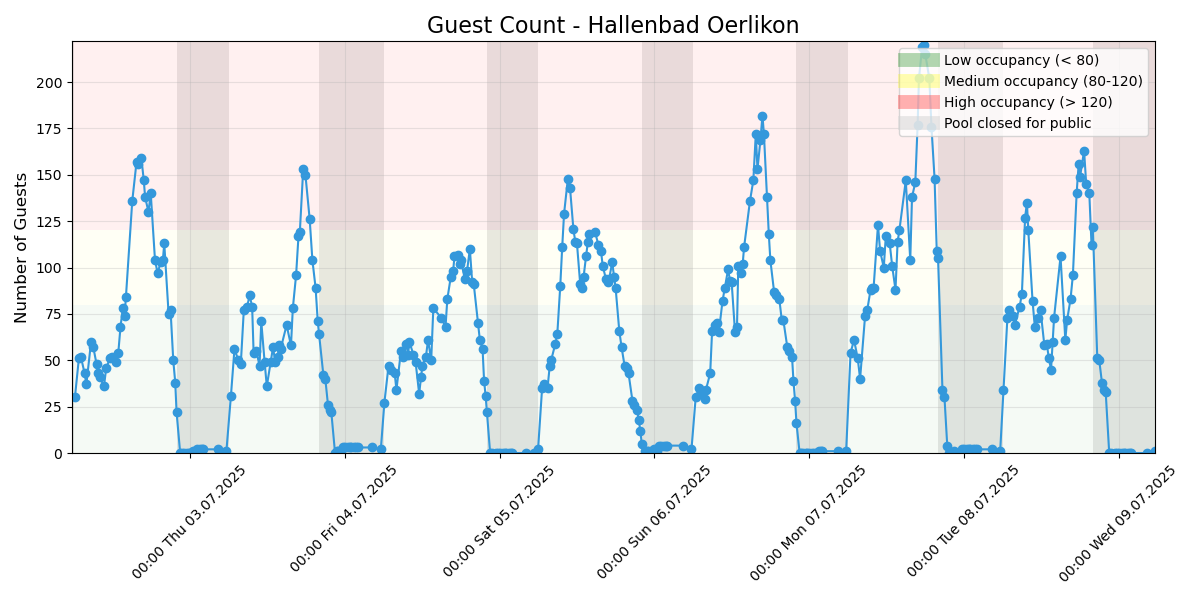 Guest Count - Hallenbad Oerlikon
Number of Guests
200
175
150
125
100
75
50
25
0
Low occupancy (< 80)
Medium occupancy (80-120)
High occupancy (> 120)
Pool closed for public
00:00 Thu 03.07.2025
00:00 Fri 04.07.2025
00:00 Sat 05.07.2025
00:00 Sun 06.07.2025
00:00 Mon 07.07.2025
00:00 Tue 08.07.2025
00:00 Wed 09.07.2025